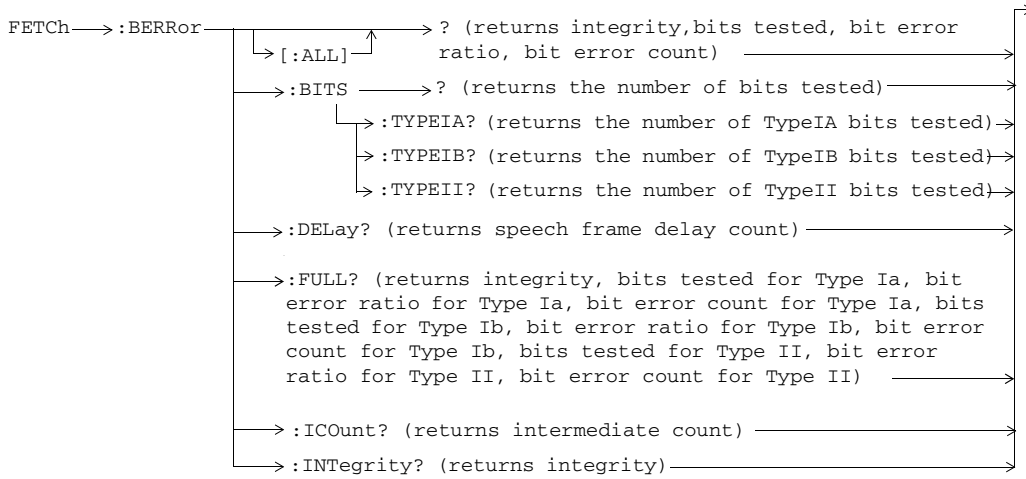 FETCh :BERRor ? (returns integrity,bits tested, bit error
[:ALL] ratio, bit error count)
:BITS ? (returns the number of bits tested)
:TYPEIA? (returns the number of TypeIA bits tested)
:TYPEIB? (returns the number of TypeIB bits tested)
:TYPEII? (returns the number of TypeII bits tested)
:DELay? (returns speech frame delay count)
:FULL? (returns integrity, bits tested for Type Ia, bit
error ratio for Type Ia, bit error count for Type Ia, bits
tested for Type Ib, bit error ratio for Type Ib, bit error
count for Type Ib, bits tested for Type II, bit error
ratio for Type II, bit error count for Type II)
:ICOunt? (returns intermediate count)
:INTegrity? (returns integrity)